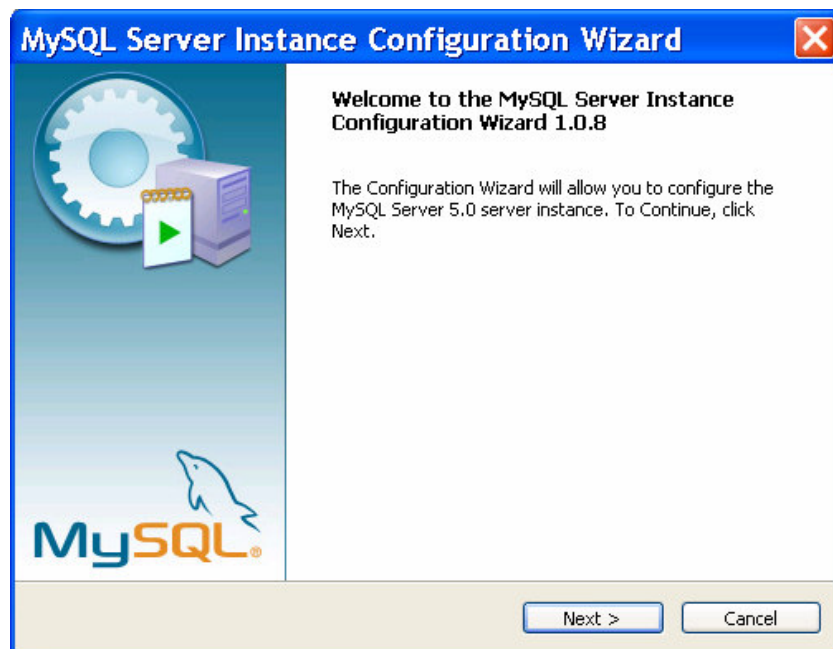 MySQL Server Instance Configuration Wizard
Welcome to the MySQL Server Instance
Configuration Wizard 1.0.8
The Configuration Wizard will allow you to configure the
MySQL Server 5.0 server instance. To Continue, click
Next.
MySQL®
Next >
Cancel